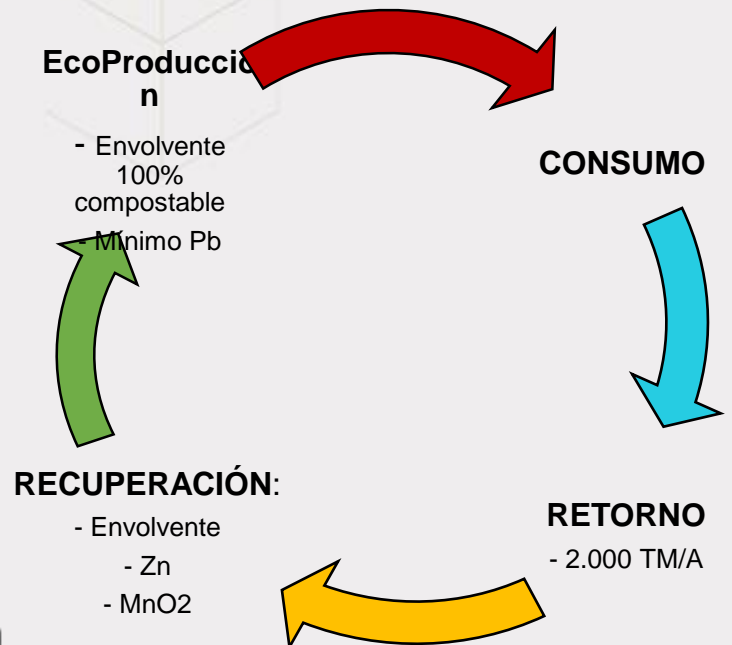 EcoProducció
n
- Envolvente
100%
compostable
- Mínimo Pb
CONSUMO
RETORNO
- 2.000 TM/A
RECUPERACIÓN:
- Envolvente
- Zn
- MnO2